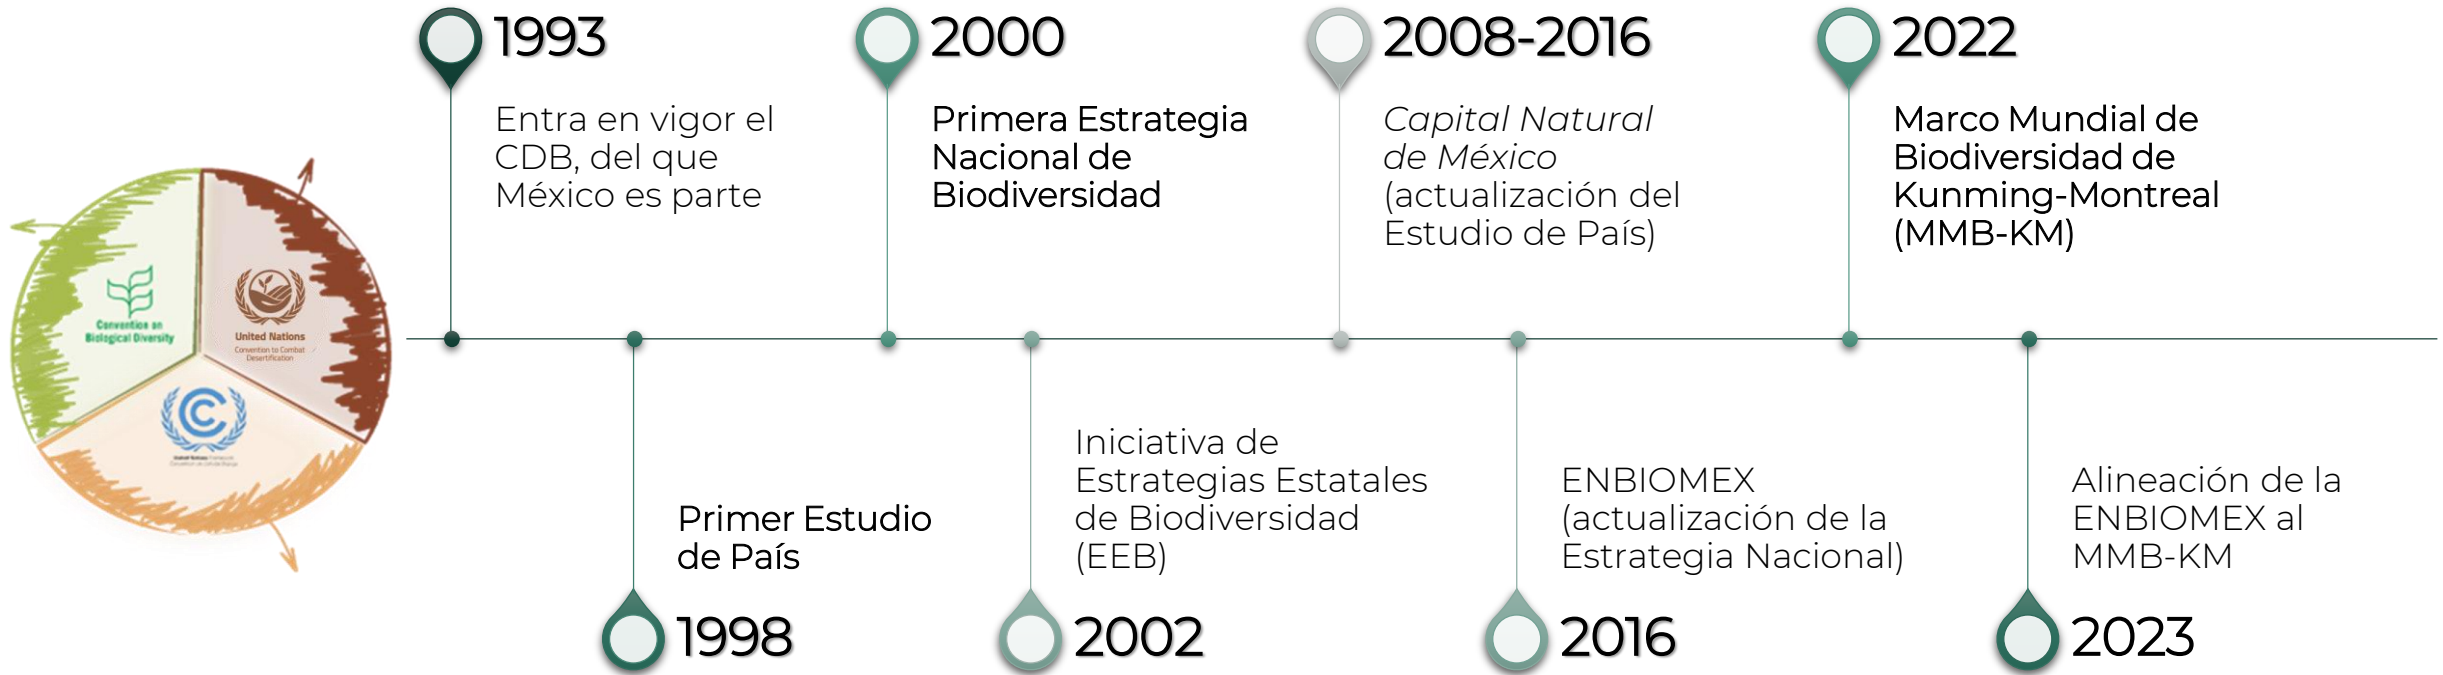 1993
Entra en vigor el
CDB, del que
México es parte
Primer Estudio
de País
1998
2000
Primera Estrategia
Nacional de
Biodiversidad
Iniciativa de
Estrategias Estatales
de Biodiversidad
(EEB)
2002
2008-2016
Capital Natural
de México
(actualización del
Estudio de País)
ENBIOMEX
(actualización de la
Estrategia Nacional)
2016
2022
Marco Mundial de
Biodiversidad de
Kunming-Montreal
(MMB-KM)
Alineación de la
ENBIOMEX al
MMB-KM
2023
Convention on
Biological Diversity
United Nations
Convention to Combat
Desertification
United Nations